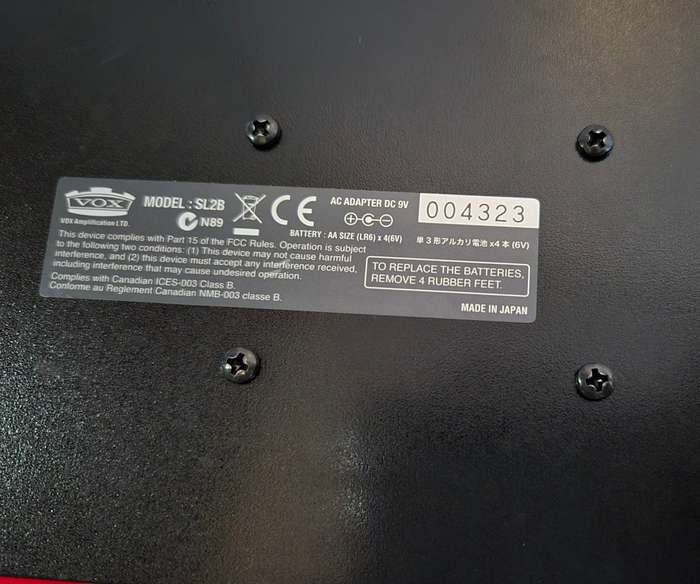 VOX
VOX Amplification LTD.
MODEL : SL2B
N89
AC ADAPTER DC 9V
004323
BATTERY : AA SIZE (LR6) x 4(6V)
単3形アルカリ電池 x4本 (6V)
This device complies with Part 15 of the FCC Rules. Operation is subject
to the following two conditions: (1) This device may not cause harmful
interference, and (2) this device must accept any interference received,
including interference that may cause undesired operation.
Complies with Canadian ICES-003 Class B.
Conforme au Reglement Canadien NMB-003 classe B.
TO REPLACE THE BATTERIES,
REMOVE 4 RUBBER FEET.
MADE IN JAPAN